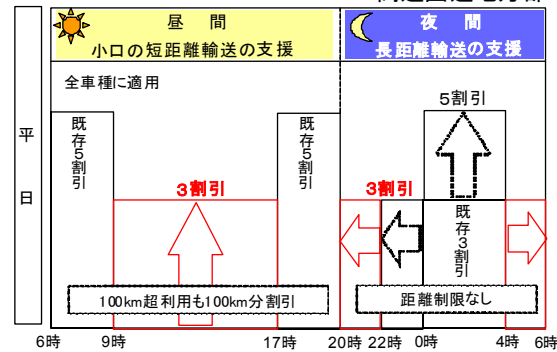 昼 間
小口の短距離輸送の支援
夜 間
長距離輸送の支援
全車種に適用
平日
既存5割引
3割引
既存5割引
3割引
5割引
既存3割引
100km超利用も100km分割引
距離制限なし
6時 9時 17時 20時 22時 0時 4時 6時